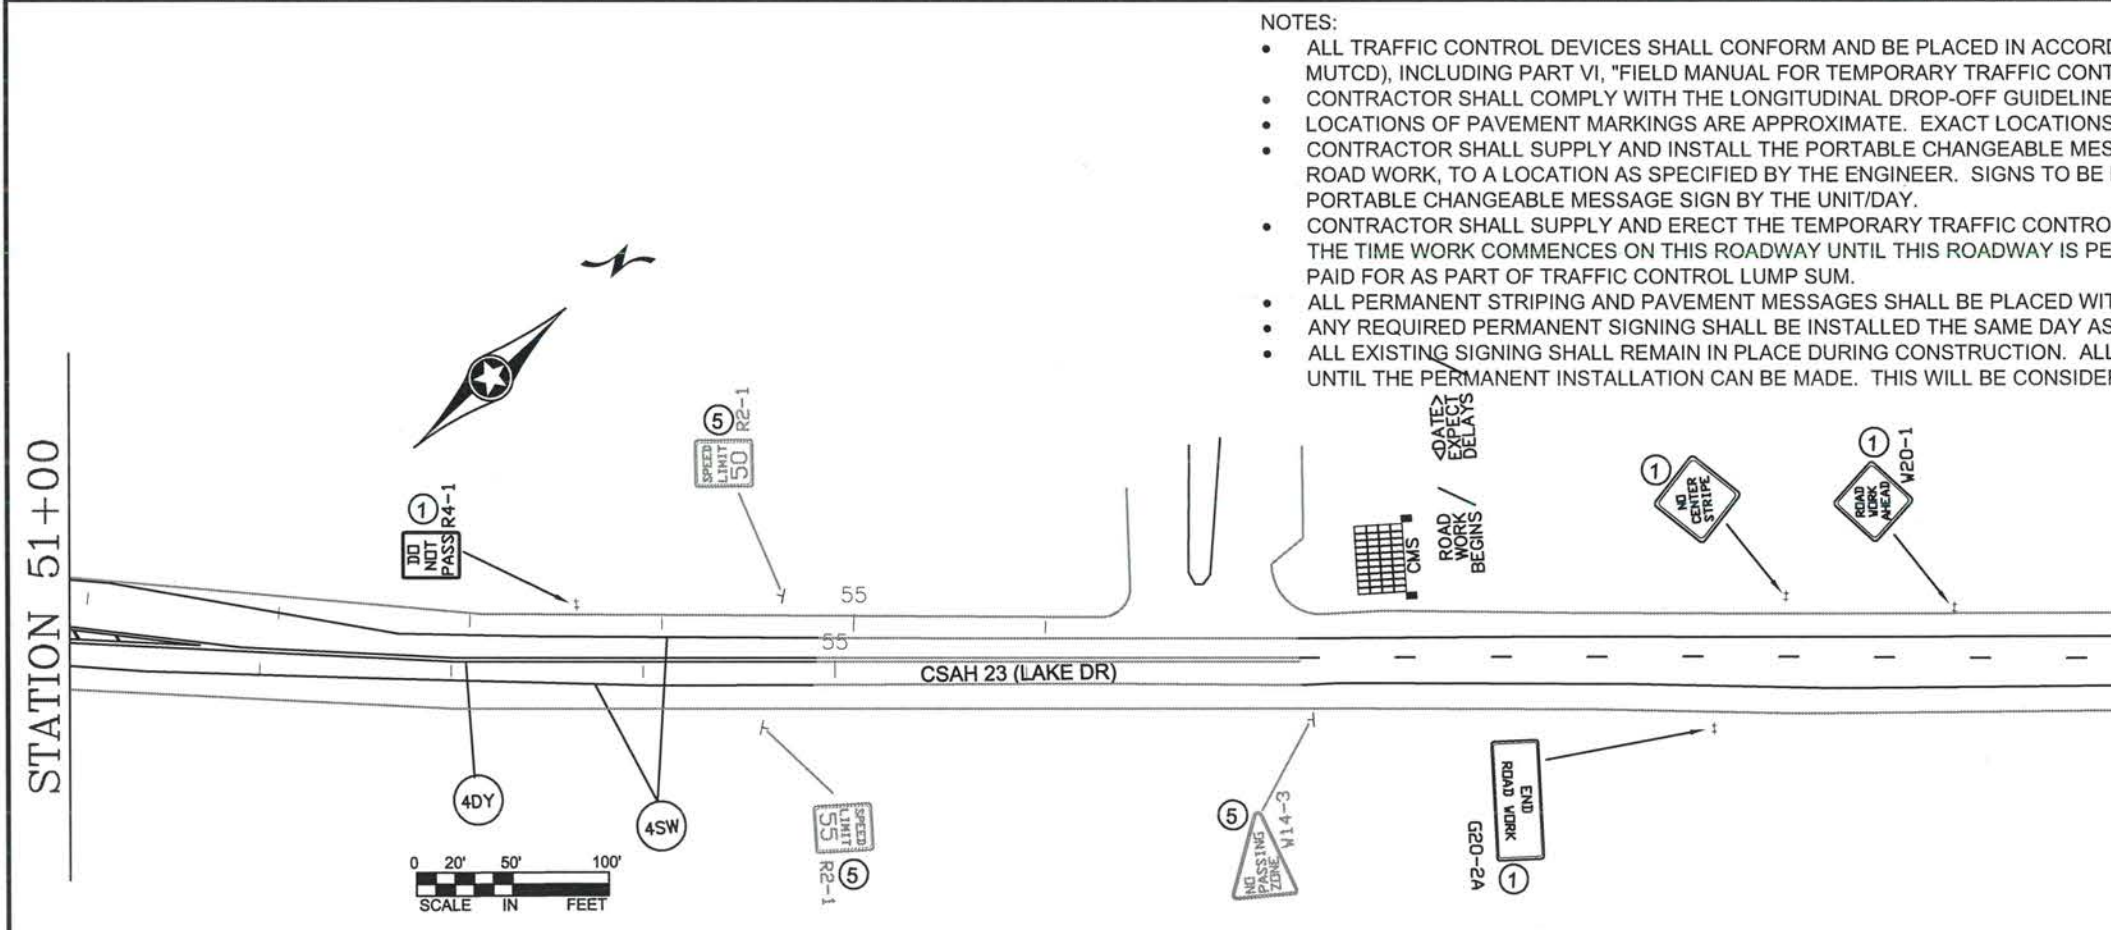 NOTES:
• ALL TRAFFIC CONTROL DEVICES SHALL CONFORM AND BE PLACED IN ACCORD
MUTCD), INCLUDING PART VI, "FIELD MANUAL FOR TEMPORARY TRAFFIC CONT
• CONTRACTOR SHALL COMPLY WITH THE LONGITUDINAL DROP-OFF GUIDELINE
• LOCATIONS OF PAVEMENT MARKINGS ARE APPROXIMATE. EXACT LOCATIONS
• CONTRACTOR SHALL SUPPLY AND INSTALL THE PORTABLE CHANGEABLE MES
ROAD WORK, TO A LOCATION AS SPECIFIED BY THE ENGINEER. SIGNS TO BE
PORTABLE CHANGEABLE MESSAGE SIGN BY THE UNIT/DAY.
• CONTRACTOR SHALL SUPPLY AND ERECT THE TEMPORARY TRAFFIC CONTRO
THE TIME WORK COMMENCES ON THIS ROADWAY UNTIL THIS ROADWAY IS PE
PAID FOR AS PART OF TRAFFIC CONTROL LUMP SUM.
• ALL PERMANENT STRIPING AND PAVEMENT MESSAGES SHALL BE PLACED WIT
• ANY REQUIRED PERMANENT SIGNING SHALL BE INSTALLED THE SAME DAY AS
• ALL EXISTING SIGNING SHALL REMAIN IN PLACE DURING CONSTRUCTION. ALL
UNTIL THE PERMANENT INSTALLATION CAN BE MADE. THIS WILL BE CONSIDE
N
STATION 51+00
1
DO
NOT
PASS
R4-1
5
SPEED
LIMIT
50
R2-1
CMS
ROAD
WORK
BEGINS /
<DATE>
EXPECT
DELAYS
1
NO
CENTER
STRIPE
1
ROAD
WORK
AHEAD
W20-1
55
55
CSAH 23 (LAKE DR)
4DY
4SW
SPEED
LIMIT
55
R2-1
5
5
NO
PASSING
ZONE
W14-3
END
ROAD WORK
G20-2A
1
0 20' 50' 100'
SCALE IN FEET